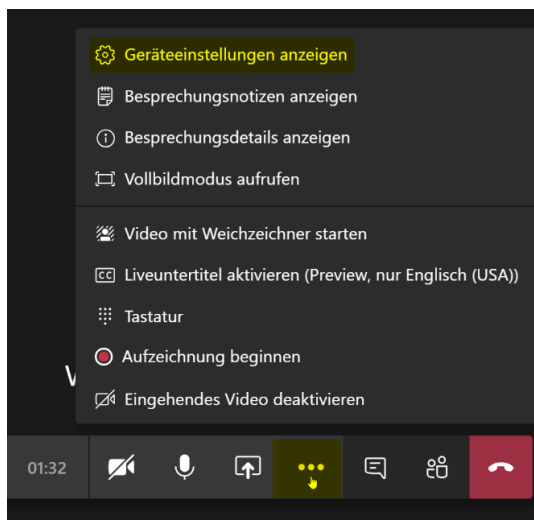 Geräteeinstellungen anzeigen
Besprechungsnotizen anzeigen
Besprechungsdetails anzeigen
Vollbildmodus aufrufen
Video mit Weichzeichner starten
CC Liveuntertitel aktivieren (Preview, nur Englisch (USA))
Tastatur
Aufzeichnung beginnen
Eingehendes Video deaktivieren
01:32